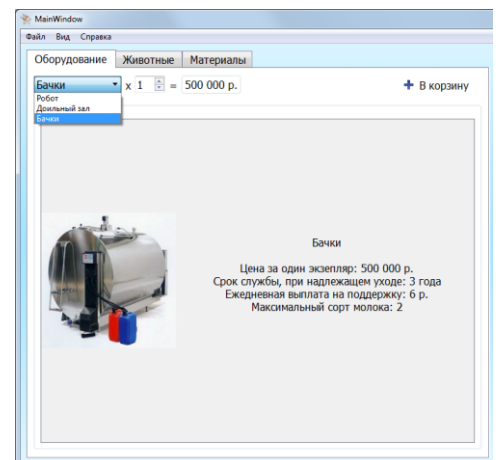 MainWindow
Файл Вид Справка
Оборудование Животные Материалы
Бачки x 1 = 500 000 р. В корзину
Робот
Доильный зал
Бачки
Бачки
Цена за один экзепляр: 500 000 р.
Срок службы, при надлежащем уходе: 3 года
Ежедневная выплата на поддержку: 6 р.
Максимальный сорт молока: 2